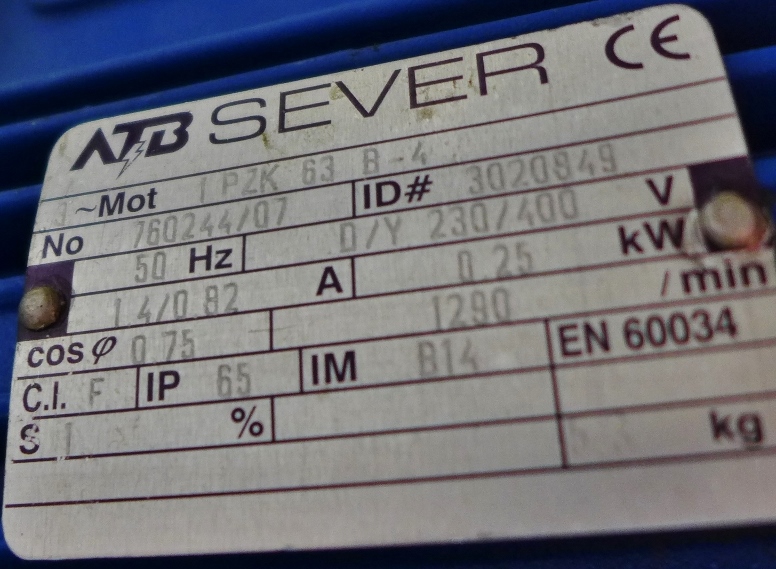 ATB SEVER CE
3 ~Mot 1PZK 63 B-4
No 760244/07 ID# 3020849
50 Hz D/Y 230/400 V
1.4/0.82 A 0.25 kW
cos φ 0.75 1290 /min
C.I. F IP 65 IM B14 EN 60034
S 1 %
kg